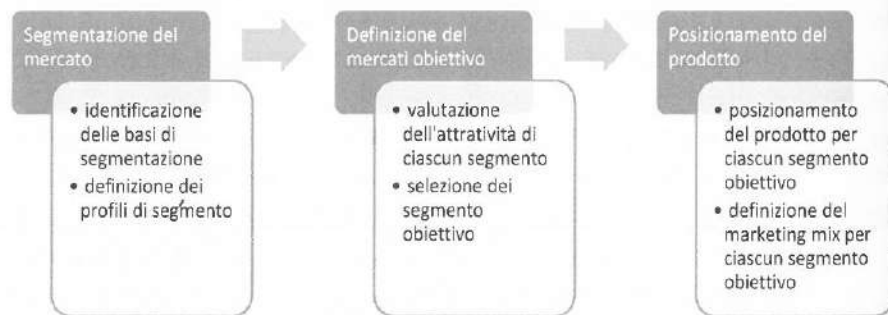 Segmentazione del
mercato
• identificazione
delle basi di
segmentazione
• definizione dei
profili di segmento
Definizione del
mercati obiettivo
• valutazione
dell'attratività di
ciascun segmento
• selezione dei
segmento
obiettivo
Posizionamento del
prodotto
• posizionamento
del prodotto per
ciascun segmento
obiettivo
• definizione del
marketing mix per
ciascun segmento
obiettivo